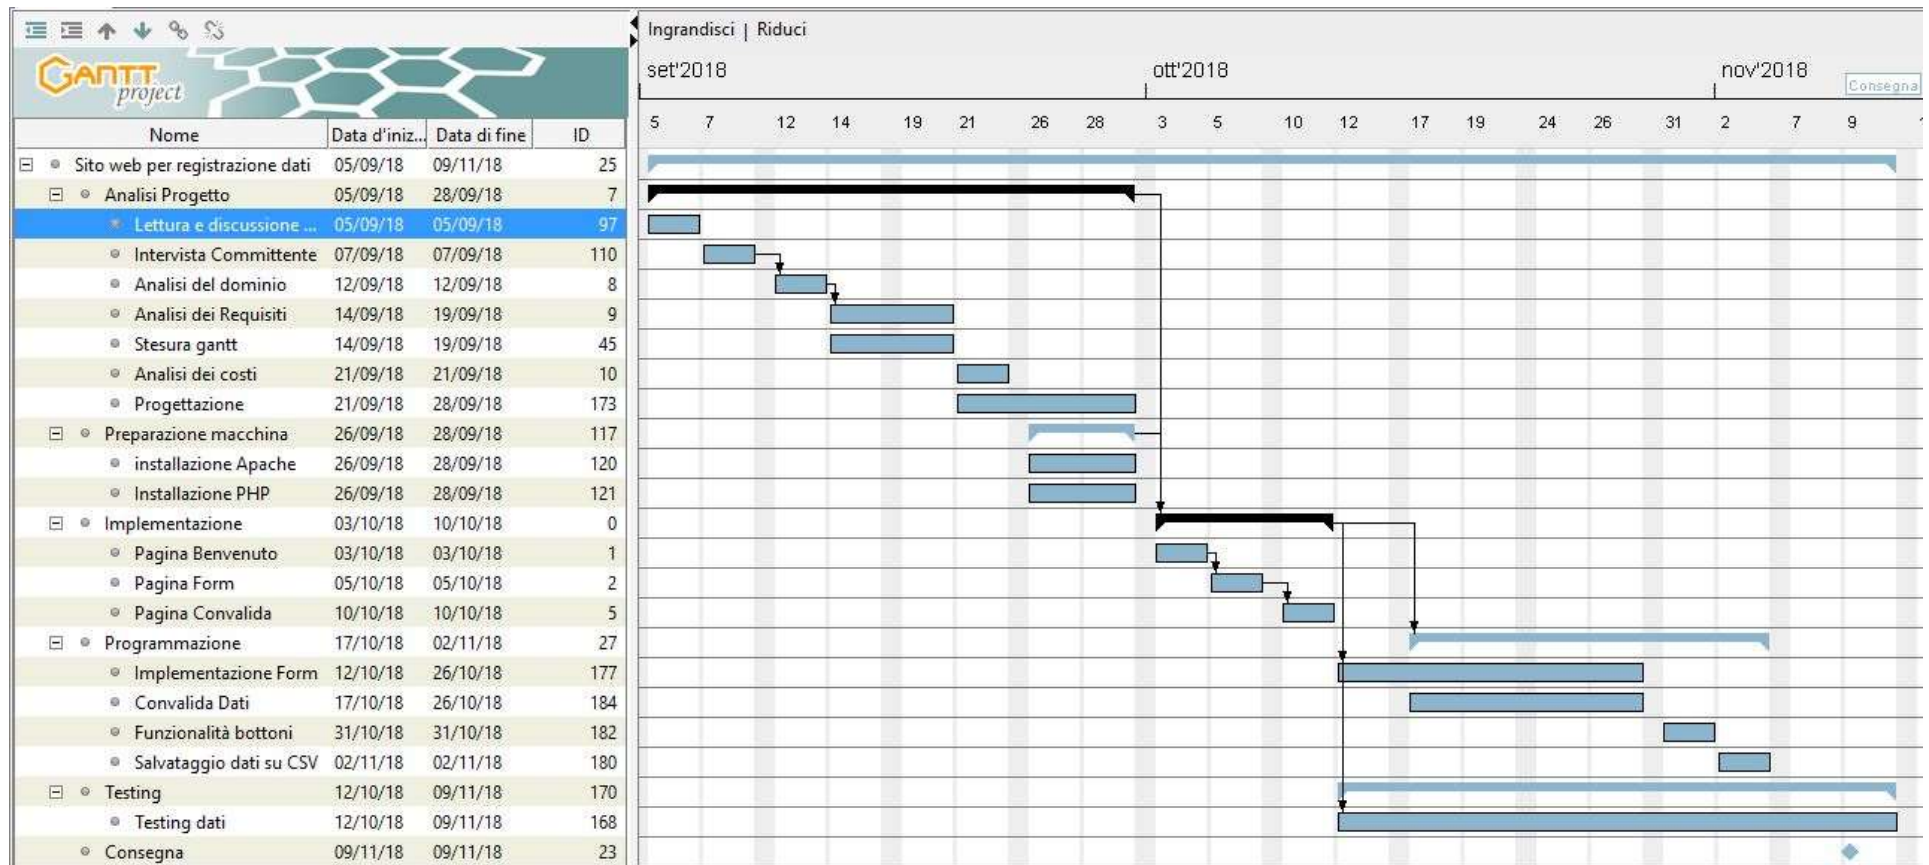 Ingrandisci | Riduci
GANTT
project
set'2018 ott'2018 nov'2018
Consegna
Nome Data d'iniz... Data di fine ID
5 7 12 14 19 21 26 28 3 5 10 12 17 19 24 26 31 2 7 9
Sito web per registrazione dati 05/09/18 09/11/18 25
Analisi Progetto 05/09/18 28/09/18 7
Lettura e discussione ... 05/09/18 05/09/18 97
Intervista Committente 07/09/18 07/09/18 110
Analisi del dominio 12/09/18 12/09/18 8
Analisi dei Requisiti 14/09/18 19/09/18 9
Stesura gantt 14/09/18 19/09/18 45
Analisi dei costi 21/09/18 21/09/18 10
Progettazione 21/09/18 28/09/18 173
Preparazione macchina 26/09/18 28/09/18 117
installazione Apache 26/09/18 28/09/18 120
Installazione PHP 26/09/18 28/09/18 121
Implementazione 03/10/18 10/10/18 0
Pagina Benvenuto 03/10/18 03/10/18 1
Pagina Form 05/10/18 05/10/18 2
Pagina Convalida 10/10/18 10/10/18 5
Programmazione 17/10/18 02/11/18 27
Implementazione Form 12/10/18 26/10/18 177
Convalida Dati 17/10/18 26/10/18 184
Funzionalità bottoni 31/10/18 31/10/18 182
Salvataggio dati su CSV 02/11/18 02/11/18 180
Testing 12/10/18 09/11/18 170
Testing dati 12/10/18 09/11/18 168
Consegna 09/11/18 09/11/18 23